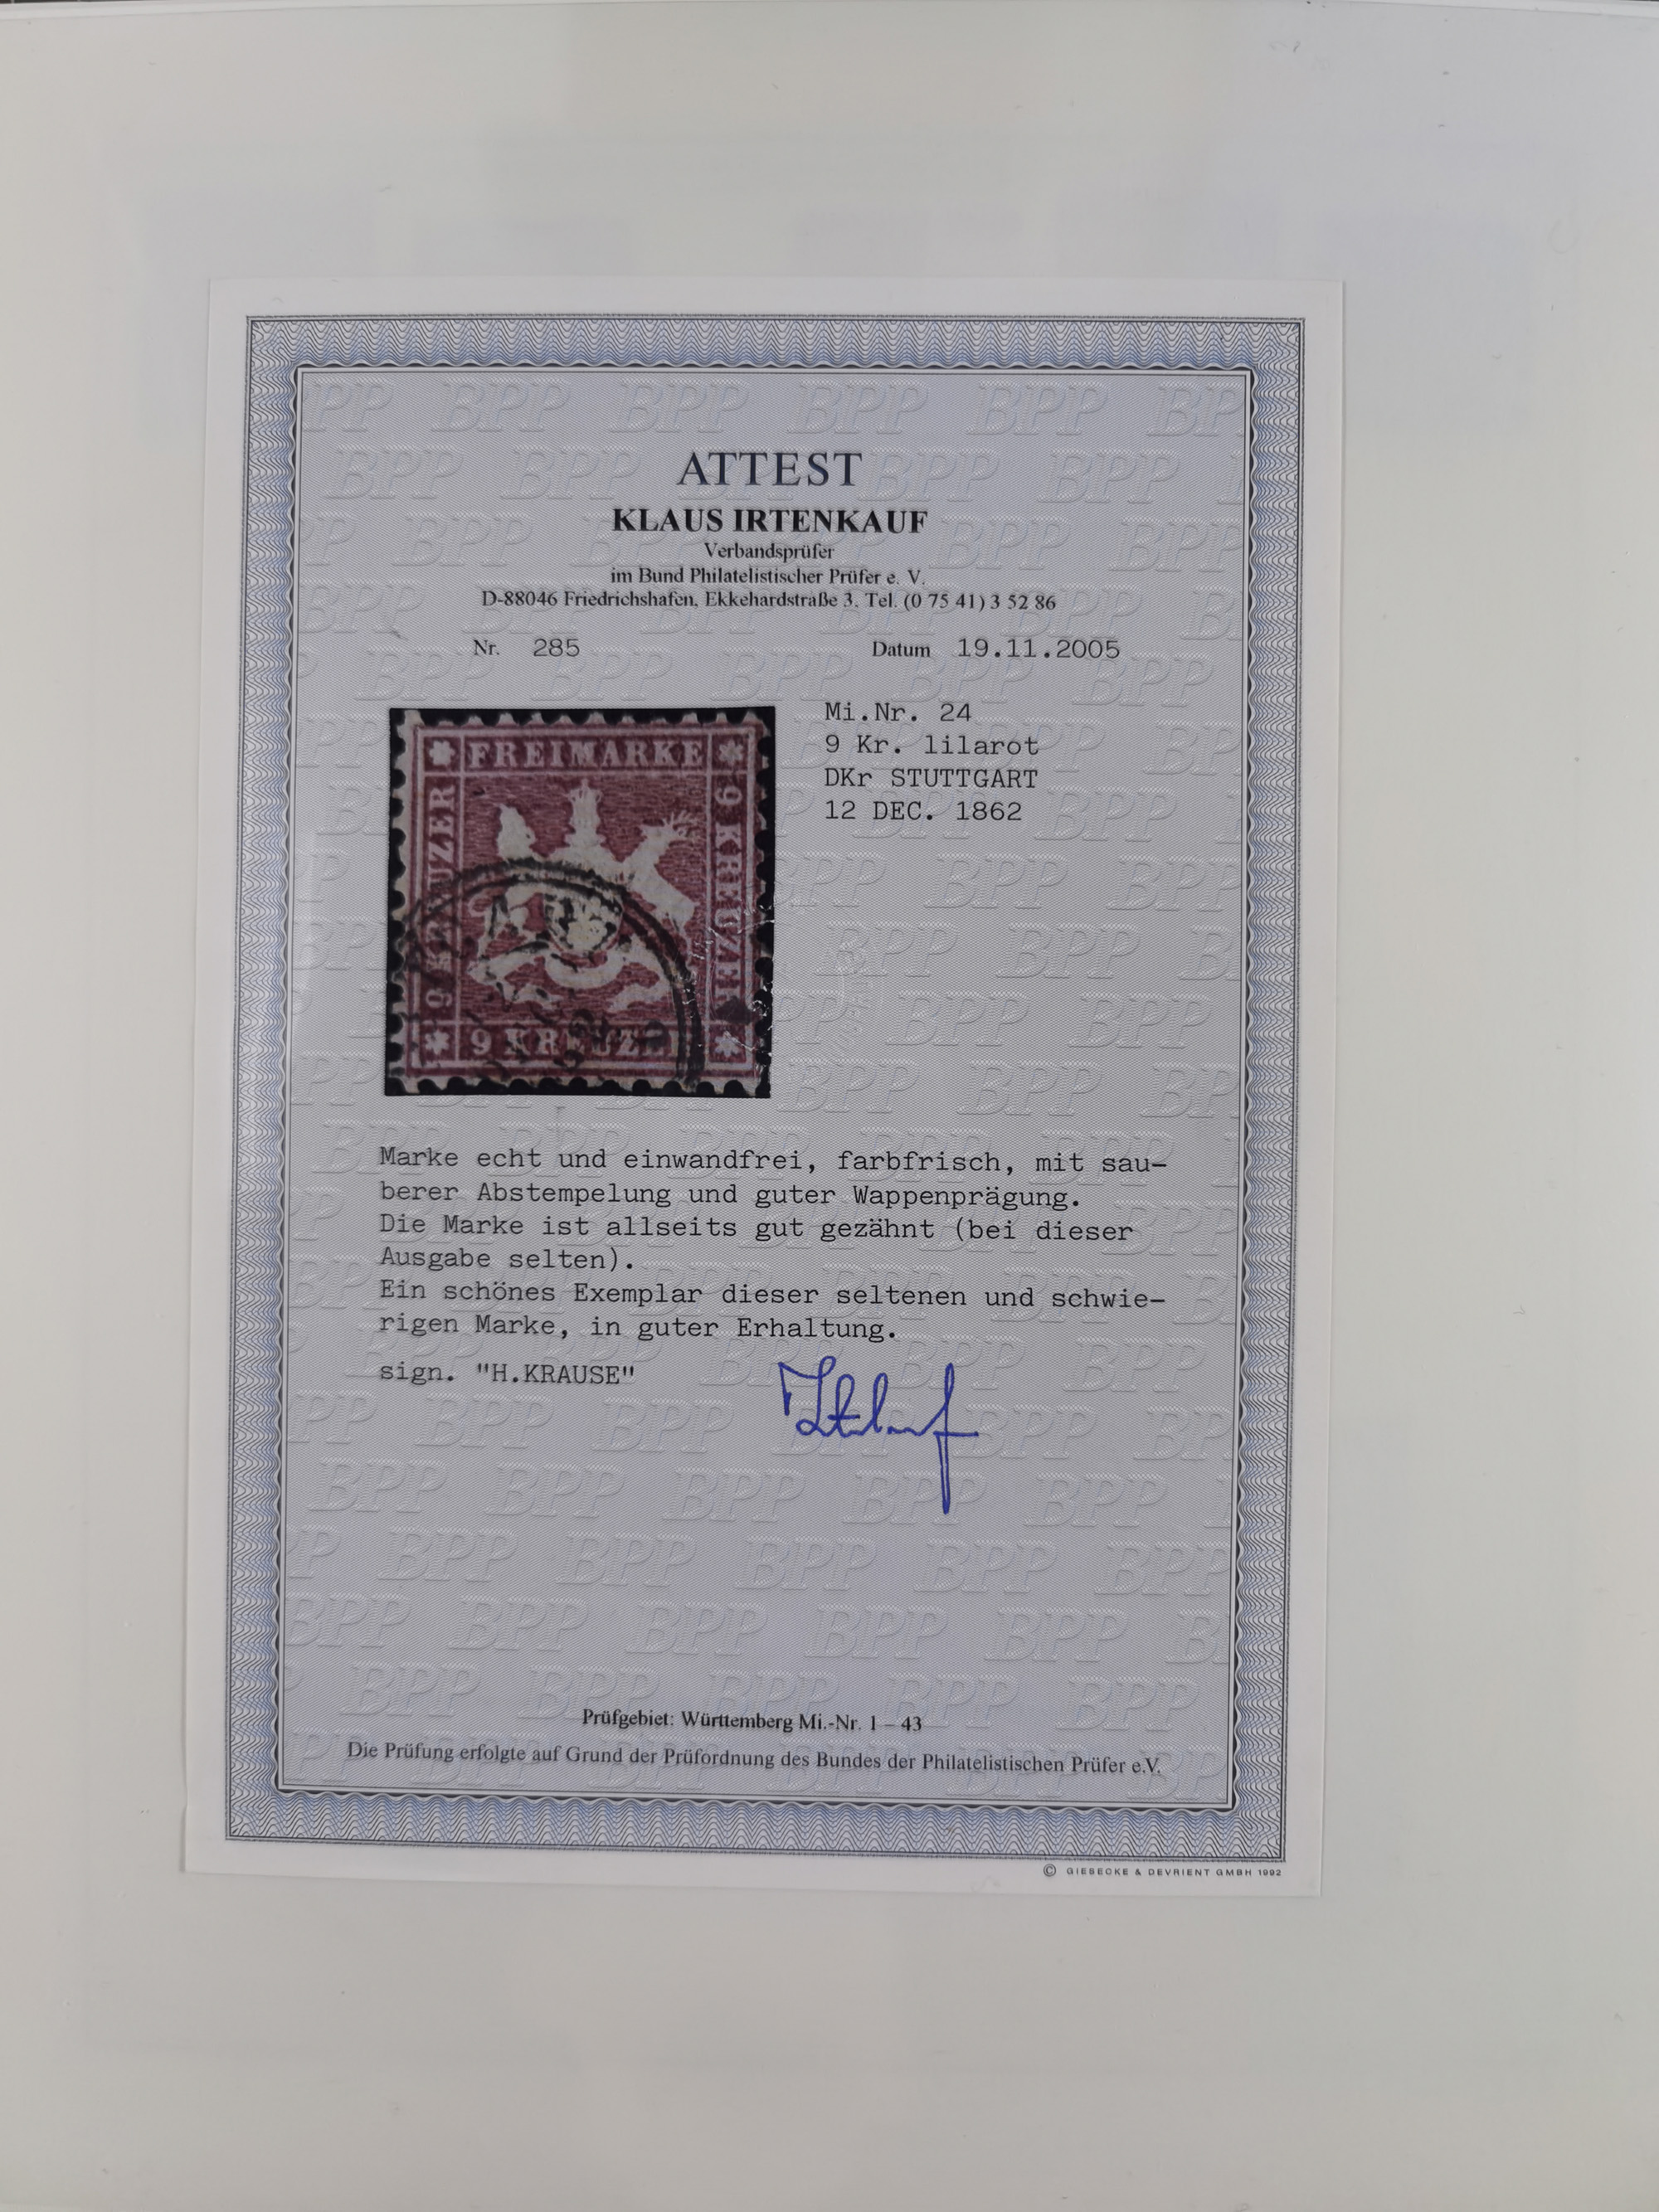 ATTEST
KLAUS IRTENKAUF
Verbandsprüfer
im Bund Philatelistischer Prüfer e. V.
D-88046 Friedrichshafen, Ekkehardstraße 3, Tel. (0 75 41) 3 52 86
Nr. 285 Datum 19.11.2005
FREIMARKE
9 KREUZER
9 KREUZER
9 KREUZER
Mi.Nr. 24
9 Kr. lilarot
DKr STUTTGART
12 DEC. 1862
Marke echt und einwandfrei, farbfrisch, mit sau-
berer Abstempelung und guter Wappenprägung.
Die Marke ist allseits gut gezähnt (bei dieser
Ausgabe selten).
Ein schönes Exemplar dieser seltenen und schwie-
rigen Marke, in guter Erhaltung.
sign. "H.KRAUSE"
Prüfgebiet: Württemberg Mi.-Nr. 1 – 43
Die Prüfung erfolgte auf Grund der Prüfordnung des Bundes der Philatelistischen Prüfer e.V.
© GIESECKE & DEVRIENT GMBH 1992